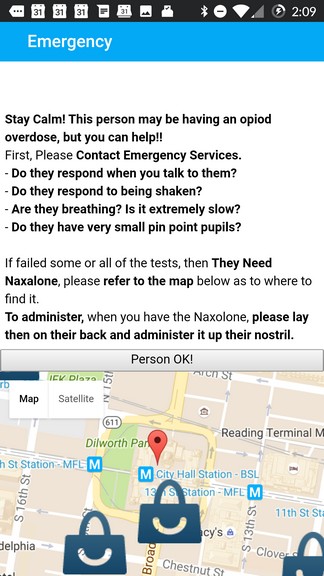 31 31 31 31 2:09
Emergency
Stay Calm! This person may be having an opiod
overdose, but you can help!!
First, Please Contact Emergency Services.
- Do they respond when you talk to them?
- Do they respond to being shaken?
- Are they breathing? Is it extremely slow?
- Do they have very small pin point pupils?
If failed some or all of the tests, then They Need
Naxalone, please refer to the map below as to where to
find it.
To administer, when you have the Naxolone, please lay
then on their back and administer it up their nostril.
Person OK!
JFK Plaza
Arch St
N 15th
Map Satellite
611
Dilworth Park
Reading Terminal M
h St Station - MFL M
M City Hall Station - BSL
13th St Station - MFL M
S 16th St
11th St
cy's
delphia
S 15th
Broad
S 13th St
Clover S